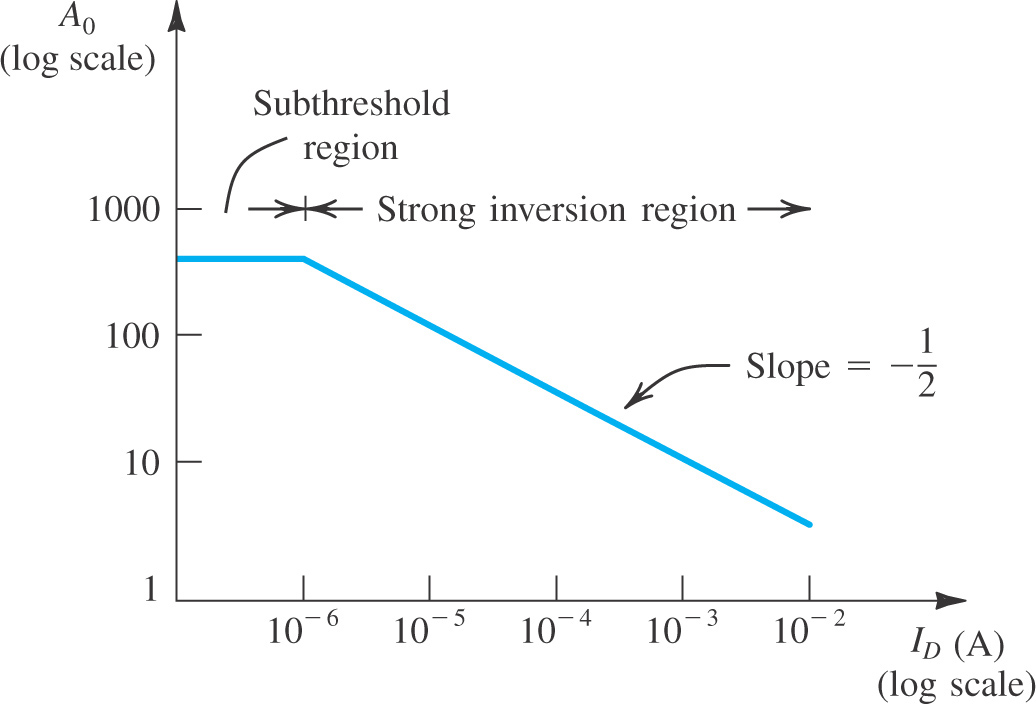 A₀
(log scale)
Subthreshold
region
1000
Strong inversion region
100
Slope = −1/2
10
1
10⁻⁶
10⁻⁵
10⁻⁴
10⁻³
10⁻²
I_D (A)
(log scale)